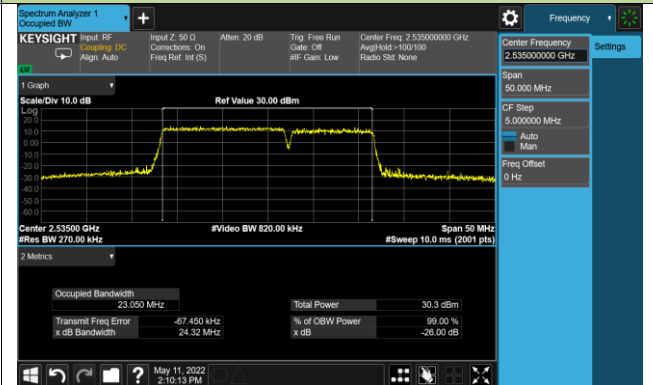 Spectrum Analyzer 1
Occupied BW
Frequency
KEYSIGHT
Input: RF
Coupling: DC
Align: Auto
Input Z: 50 Ω
Corrections: On
Freq Ref: Int (S)
Atten: 20 dB
Trig: Free Run
Gate: Off
#IF Gain: Low
Center Freq: 2.535000000 GHz
Avg|Hold:>100/100
Radio Std: None
Center Frequency
2.535000000 GHz
Settings
Span
50.000 MHz
CF Step
5.000000 MHz
Auto
Man
Freq Offset
0 Hz
1 Graph
Scale/Div 10.0 dB
Ref Value 30.00 dBm
Log
20.0
10.0
0.00
-10.0
-20.0
-30.0
-40.0
-50.0
-60.0
Center 2.53500 GHz
#Video BW 820.00 kHz
Span 50 MHz
#Res BW 270.00 kHz
#Sweep 10.0 ms (2001 pts)
2 Metrics
Occupied Bandwidth
23.050 MHz
Total Power
30.3 dBm
Transmit Freq Error
-67.450 kHz
% of OBW Power
99.00 %
x dB Bandwidth
24.32 MHz
x dB
-26.00 dB
?
May 11, 2022
2:10:13 PM